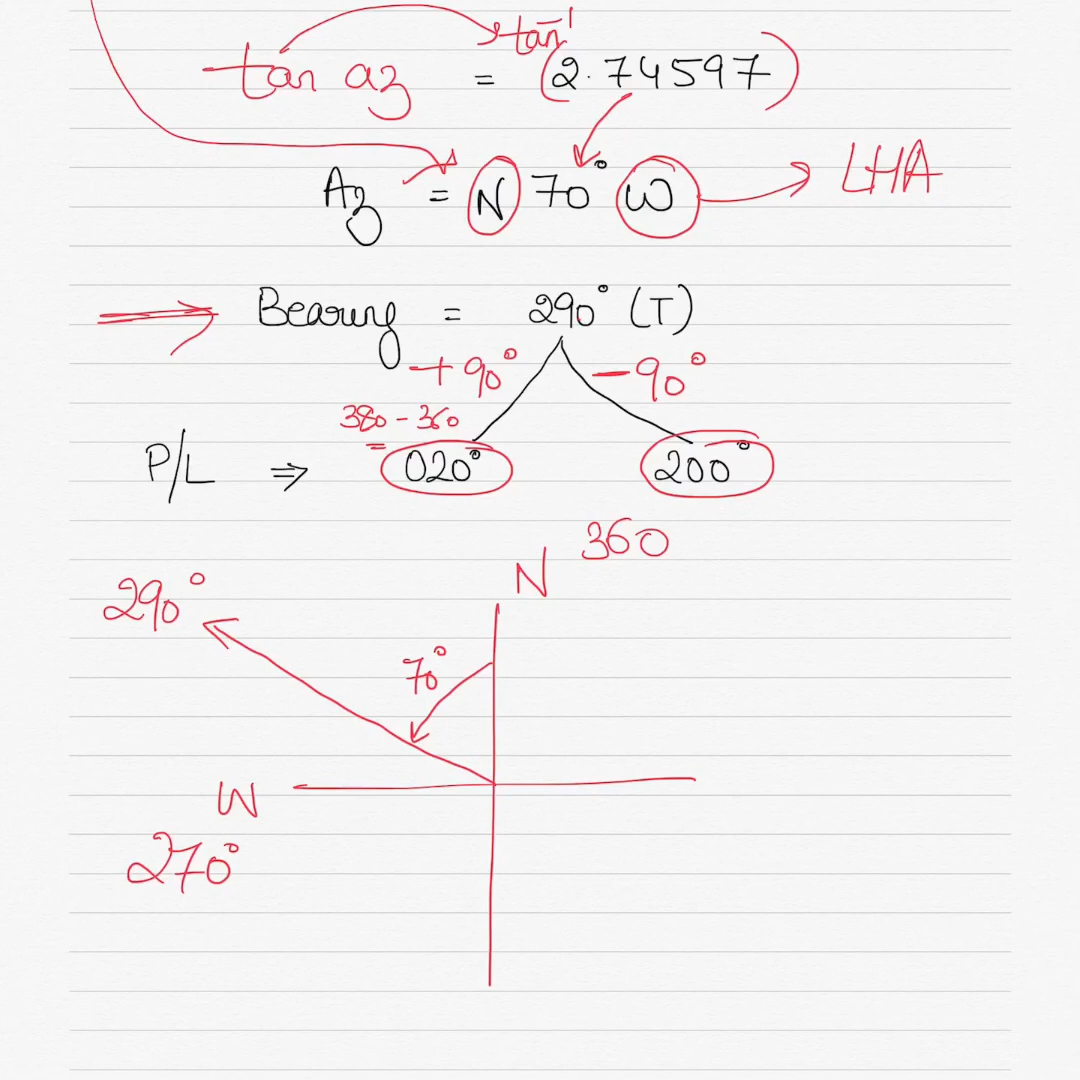 tan⁻¹
tan az = (2.74597)
Az = N 70° W → LHA
⇒ Bearing = 290° (T)
+90° −90°
380 − 360
=
P/L ⇒ 020° 200°
N 360
290°
70°
W
270°